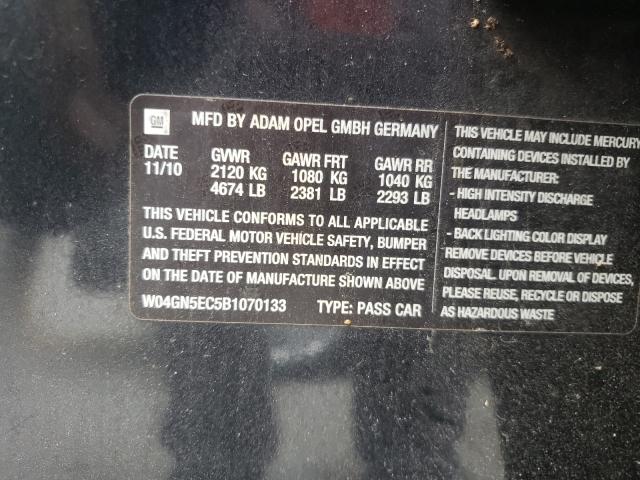 GM
MFD BY ADAM OPEL GMBH GERMANY
DATE GVWR GAWR FRT GAWR RR
11/10 2120 KG 1080 KG 1040 KG
4674 LB 2381 LB 2293 LB
THIS VEHICLE CONFORMS TO ALL APPLICABLE
U.S. FEDERAL MOTOR VEHICLE SAFETY, BUMPER
AND THEFT PREVENTION STANDARDS IN EFFECT
ON THE DATE OF MANUFACTURE SHOWN ABOVE
W04GN5EC5B1070133 TYPE: PASS CAR
THIS VEHICLE MAY INCLUDE MERCURY
CONTAINING DEVICES INSTALLED BY
THE MANUFACTURER:
- HIGH INTENSITY DISCHARGE
HEADLAMPS
- BACK LIGHTING COLOR DISPLAY
REMOVE DEVICES BEFORE VEHICLE
DISPOSAL. UPON REMOVAL OF DEVICES,
PLEASE REUSE, RECYCLE OR DISPOSE
AS HAZARDOUS WASTE